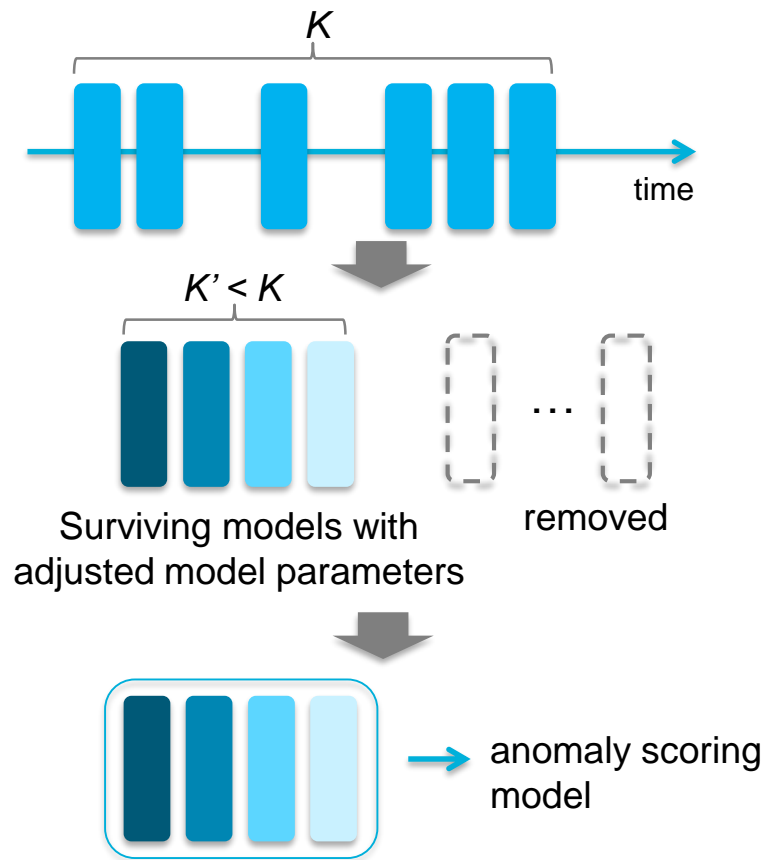 K
time
K’ < K
...
removed
Surviving models with
adjusted model parameters
anomaly scoring
model